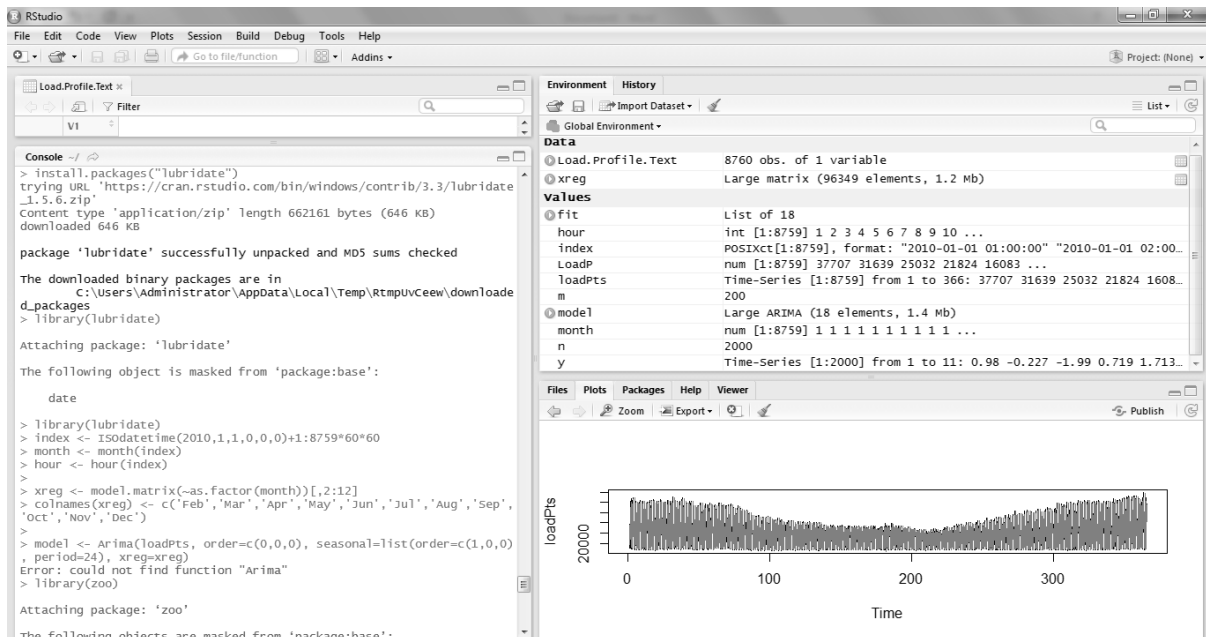 RStudio
File Edit Code View Plots Session Build Debug Tools Help
Go to file/function Addins Project: (None)
Load.Profile.Text
Filter
V1
Console ~/
> install.packages("lubridate")
trying URL 'https://cran.rstudio.com/bin/windows/contrib/3.3/lubridate
_1.5.6.zip'
Content type 'application/zip' length 662161 bytes (646 KB)
downloaded 646 KB
package ‘lubridate’ successfully unpacked and MD5 sums checked
The downloaded binary packages are in
C:\Users\Administrator\AppData\Local\Temp\RtmpUvCeew\downloade
d_packages
> library(lubridate)
Attaching package: ‘lubridate’
The following object is masked from ‘package:base’:
date
> library(lubridate)
> index <- ISOdatetime(2010,1,1,0,0,0)+1:8759*60*60
> month <- month(index)
> hour <- hour(index)
>
> xreg <- model.matrix(~as.factor(month))[,2:12]
> colnames(xreg) <- c('Feb','Mar','Apr','May','Jun','Jul','Aug','Sep',
'Oct','Nov','Dec')
>
> model <- Arima(loadPts, order=c(0,0,0), seasonal=list(order=c(1,0,0)
, period=24), xreg=xreg)
Error: could not find function "Arima"
> library(zoo)
Attaching package: ‘zoo’
The following objects are masked from ‘package:base’:
Environment History
Import Dataset List
Global Environment
Data
Load.Profile.Text 8760 obs. of 1 variable
xreg Large matrix (96349 elements, 1.2 Mb)
Values
fit List of 18
hour int [1:8759] 1 2 3 4 5 6 7 8 9 10 ...
index POSIXct[1:8759], format: "2010-01-01 01:00:00" "2010-01-01 02:00...
LoadP num [1:8759] 37707 31639 25032 21824 16083 ...
loadPts Time-Series [1:8759] from 1 to 366: 37707 31639 25032 21824 1608...
m 200
model Large ARIMA (18 elements, 1.4 Mb)
month num [1:8759] 1 1 1 1 1 1 1 1 1 1 ...
n 2000
y Time-Series [1:2000] from 1 to 11: 0.98 -0.227 -1.99 0.719 1.713...
Files Plots Packages Help Viewer
Zoom Export Publish
loadPts
20000
0 100 200 300
Time